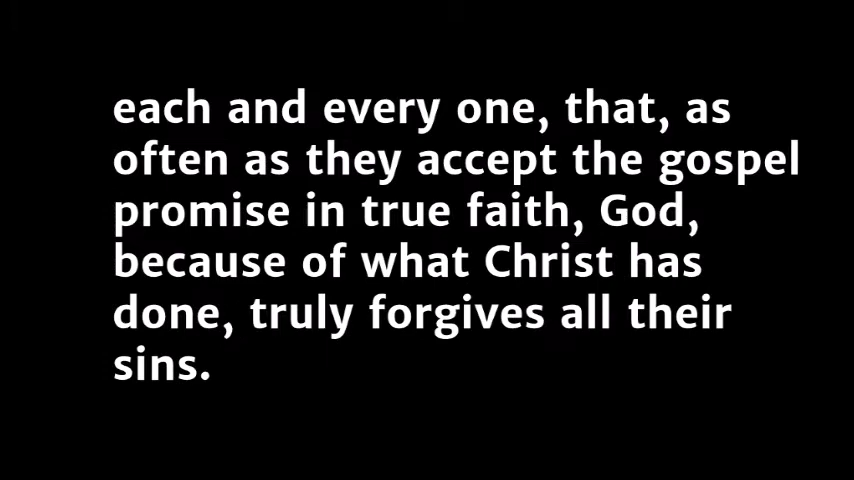 each and every one, that, as
often as they accept the gospel
promise in true faith, God,
because of what Christ has
done, truly forgives all their
sins.